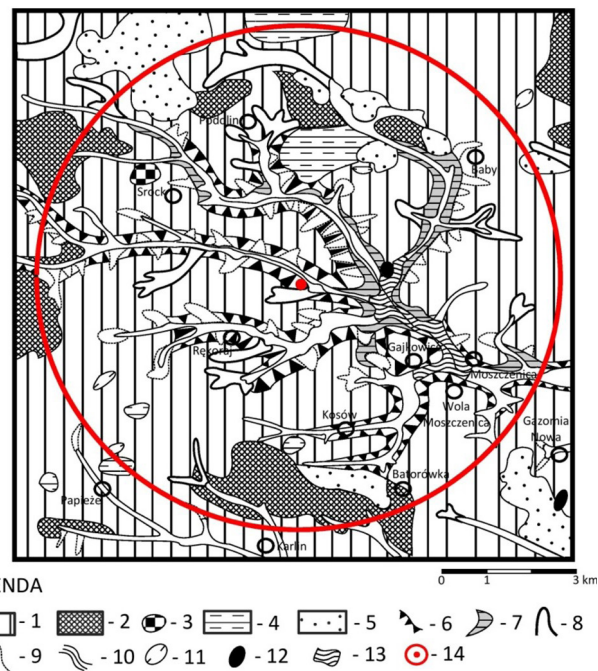 Podolin
Baby
Srock
Rękoraj
Gajkowice
Moszczenica
Wola
Moszczenica
Kosów
Gazomia
Nowa
Batorówka
Papieże
Karlin
0 1 3 km
ENDA
- 1 - 2 - 3 - 4 - 5 - 6 - 7 - 8
- 9 - 10 - 11 - 12 - 13 - 14